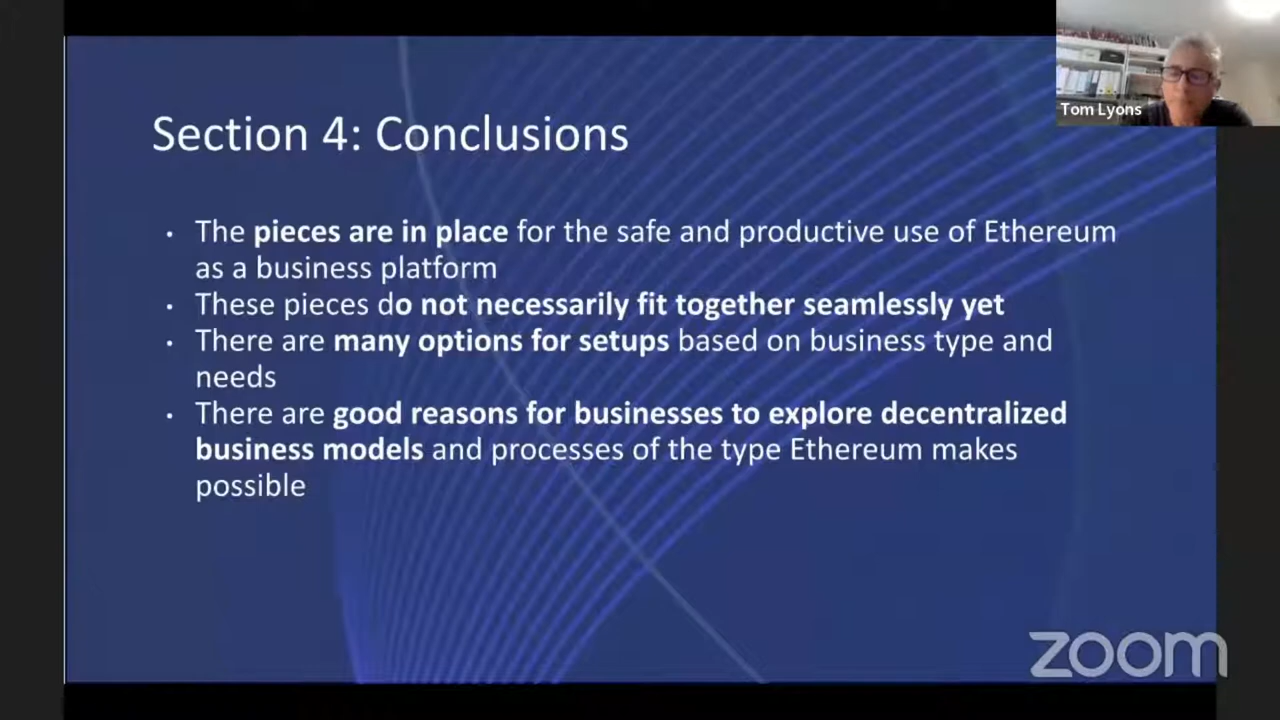 Tom Lyons
Section 4: Conclusions
• The pieces are in place for the safe and productive use of Ethereum
as a business platform
• These pieces do not necessarily fit together seamlessly yet
• There are many options for setups based on business type and
needs
• There are good reasons for businesses to explore decentralized
business models and processes of the type Ethereum makes
possible
zoom